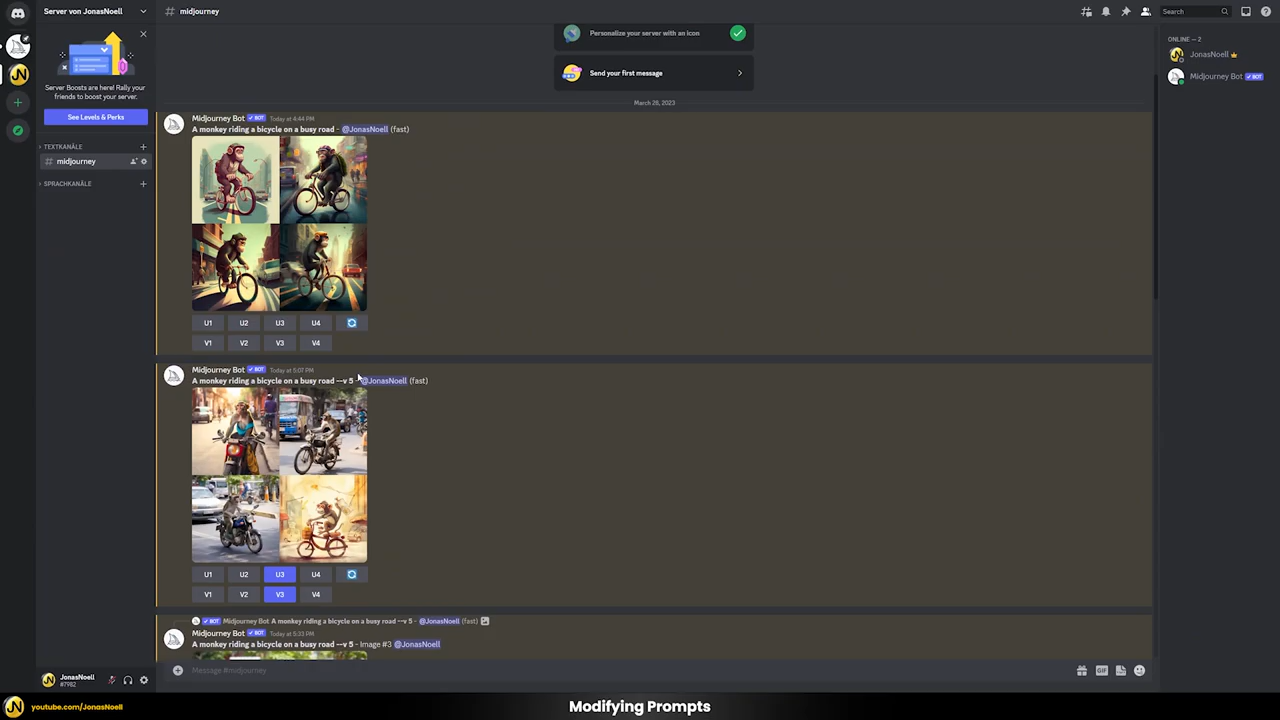 Server von JonasNoell
midjourney
Search
Server Boosts are here! Rally your
friends to boost your server.
See Levels & Perks
TEXTKANÄLE
midjourney
SPRACHKANÄLE
JonasNoell
#7982
Personalize your server with an icon
Send your first message
March 28, 2023
Midjourney Bot BOT Today at 4:44 PM
A monkey riding a bicycle on a busy road - @JonasNoell (fast)
U1 U2 U3 U4
V1 V2 V3 V4
Midjourney Bot BOT Today at 5:07 PM
A monkey riding a bicycle on a busy road --v 5 - @JonasNoell (fast)
U1 U2 U3 U4
V1 V2 V3 V4
BOT Midjourney Bot A monkey riding a bicycle on a busy road --v 5 - @JonasNoell (fast)
Midjourney Bot BOT Today at 5:33 PM
A monkey riding a bicycle on a busy road --v 5 - Image #3 @JonasNoell
Message #midjourney
GIF
ONLINE — 2
JonasNoell
Midjourney Bot BOT
youtube.com/JonasNoell
Modifying Prompts